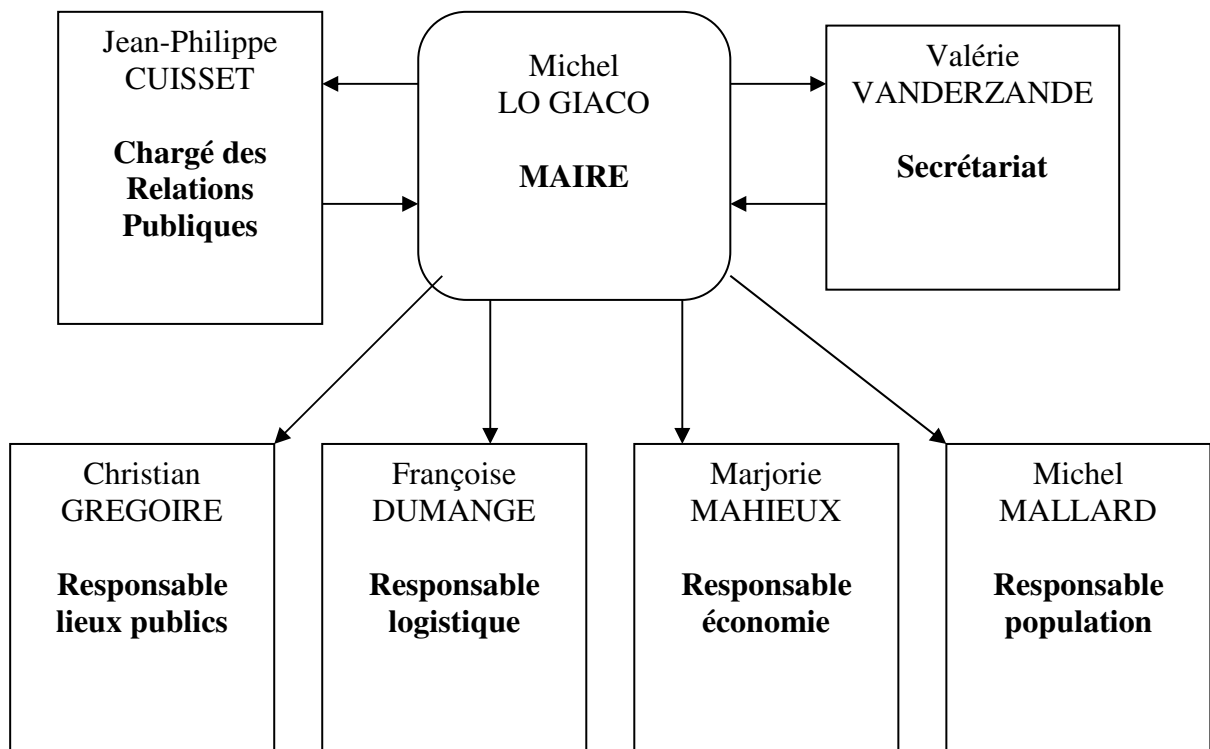 Jean-Philippe
CUISSET
Chargé des
Relations
Publiques
Michel
LO GIACO
MAIRE
Valérie
VANDERZANDE
Secrétariat
Christian
GREGOIRE
Responsable
lieux publics
Françoise
DUMANGE
Responsable
logistique
Marjorie
MAHIEUX
Responsable
économie
Michel
MALLARD
Responsable
population